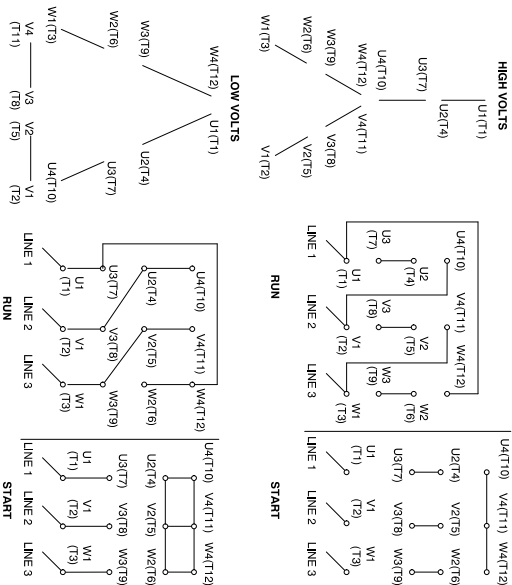 HIGH VOLTS
U1(T1)
U2(T4)
U3(T7)
U4(T10)
W4(T12)
V4(T11)
W3(T9)
V3(T8)
W2(T6)
V2(T5)
W1(T3)
V1(T2)
U4(T10)
V4(T11)
W4(T12)
U2
(T4)
V2
(T5)
W2
(T6)
U3
(T7)
V3
(T8)
W3
(T9)
U1
(T1)
V1
(T2)
W1
(T3)
LINE 1
LINE 2
LINE 3
RUN
U4(T10)
V4(T11)
W4(T12)
U2(T4)
V2(T5)
W2(T6)
U3(T7)
V3(T8)
W3(T9)
U1
(T1)
V1
(T2)
W1
(T3)
LINE 1
LINE 2
LINE 3
START
LOW VOLTS
W4(T12)
U1(T1)
W3(T9)
U2(T4)
W2(T6)
U3(T7)
W1(T3)
U4(T10)
V4
(T11)
V3
(T8)
V2
(T5)
V1
(T2)
U4(T10)
V4(T11)
W4(T12)
U2(T4)
V2(T5)
W2(T6)
U3(T7)
V3(T8)
W3(T9)
U1
(T1)
V1
(T2)
W1
(T3)
LINE 1
LINE 2
LINE 3
RUN
U4(T10)
V4(T11)
W4(T12)
U2(T4)
V2(T5)
W2(T6)
U3(T7)
V3(T8)
W3(T9)
U1
(T1)
V1
(T2)
W1
(T3)
LINE 1
LINE 2
LINE 3
START